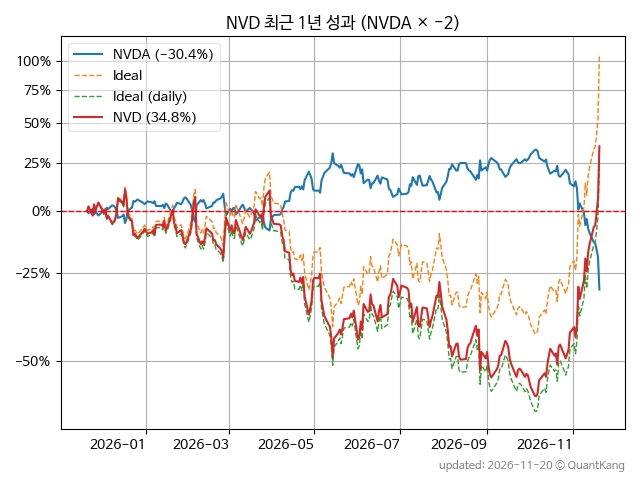 NVD 최근 1년 성과 (NVDA × −2)
NVDA (−30.4%)
Ideal
Ideal (daily)
NVD (34.8%)
100%
75%
50%
25%
0%
−25%
−50%
2026-01
2026-03
2026-05
2026-07
2026-09
2026-11
updated: 2026-11-20 © QuantKang